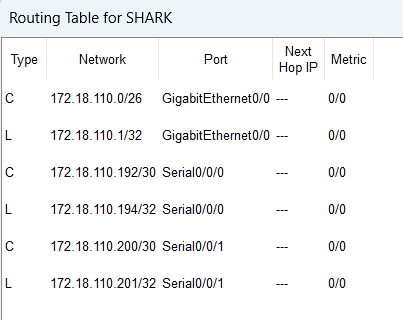 Routing Table for SHARK
Type Network Port Next Hop IP Metric
C 172.18.110.0/26 GigabitEthernet0/0 --- 0/0
L 172.18.110.1/32 GigabitEthernet0/0 --- 0/0
C 172.18.110.192/30 Serial0/0/0 --- 0/0
L 172.18.110.194/32 Serial0/0/0 --- 0/0
C 172.18.110.200/30 Serial0/0/1 --- 0/0
L 172.18.110.201/32 Serial0/0/1 --- 0/0